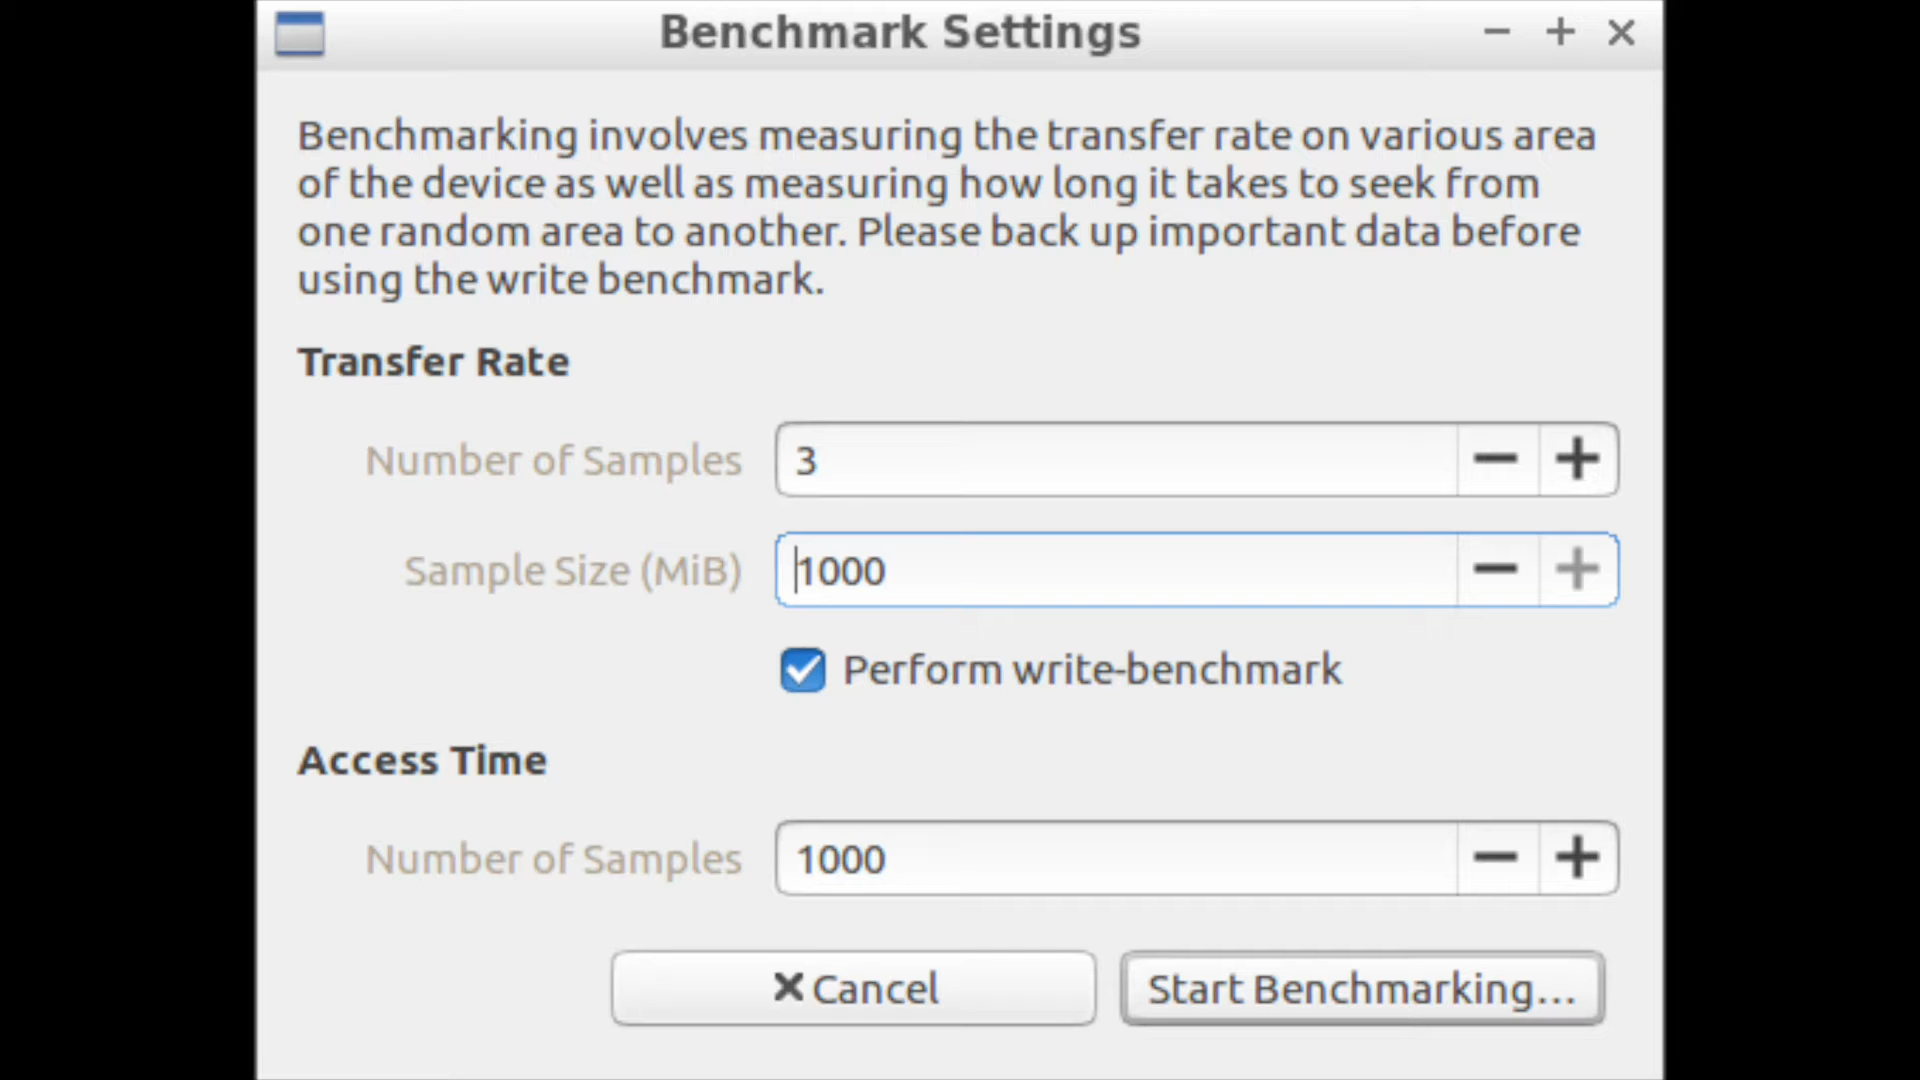 Benchmark Settings
Benchmarking involves measuring the transfer rate on various area
of the device as well as measuring how long it takes to seek from
one random area to another. Please back up important data before
using the write benchmark.
Transfer Rate
Number of Samples 3
Sample Size (MiB) 1000
Perform write-benchmark
Access Time
Number of Samples 1000
Cancel Start Benchmarking...